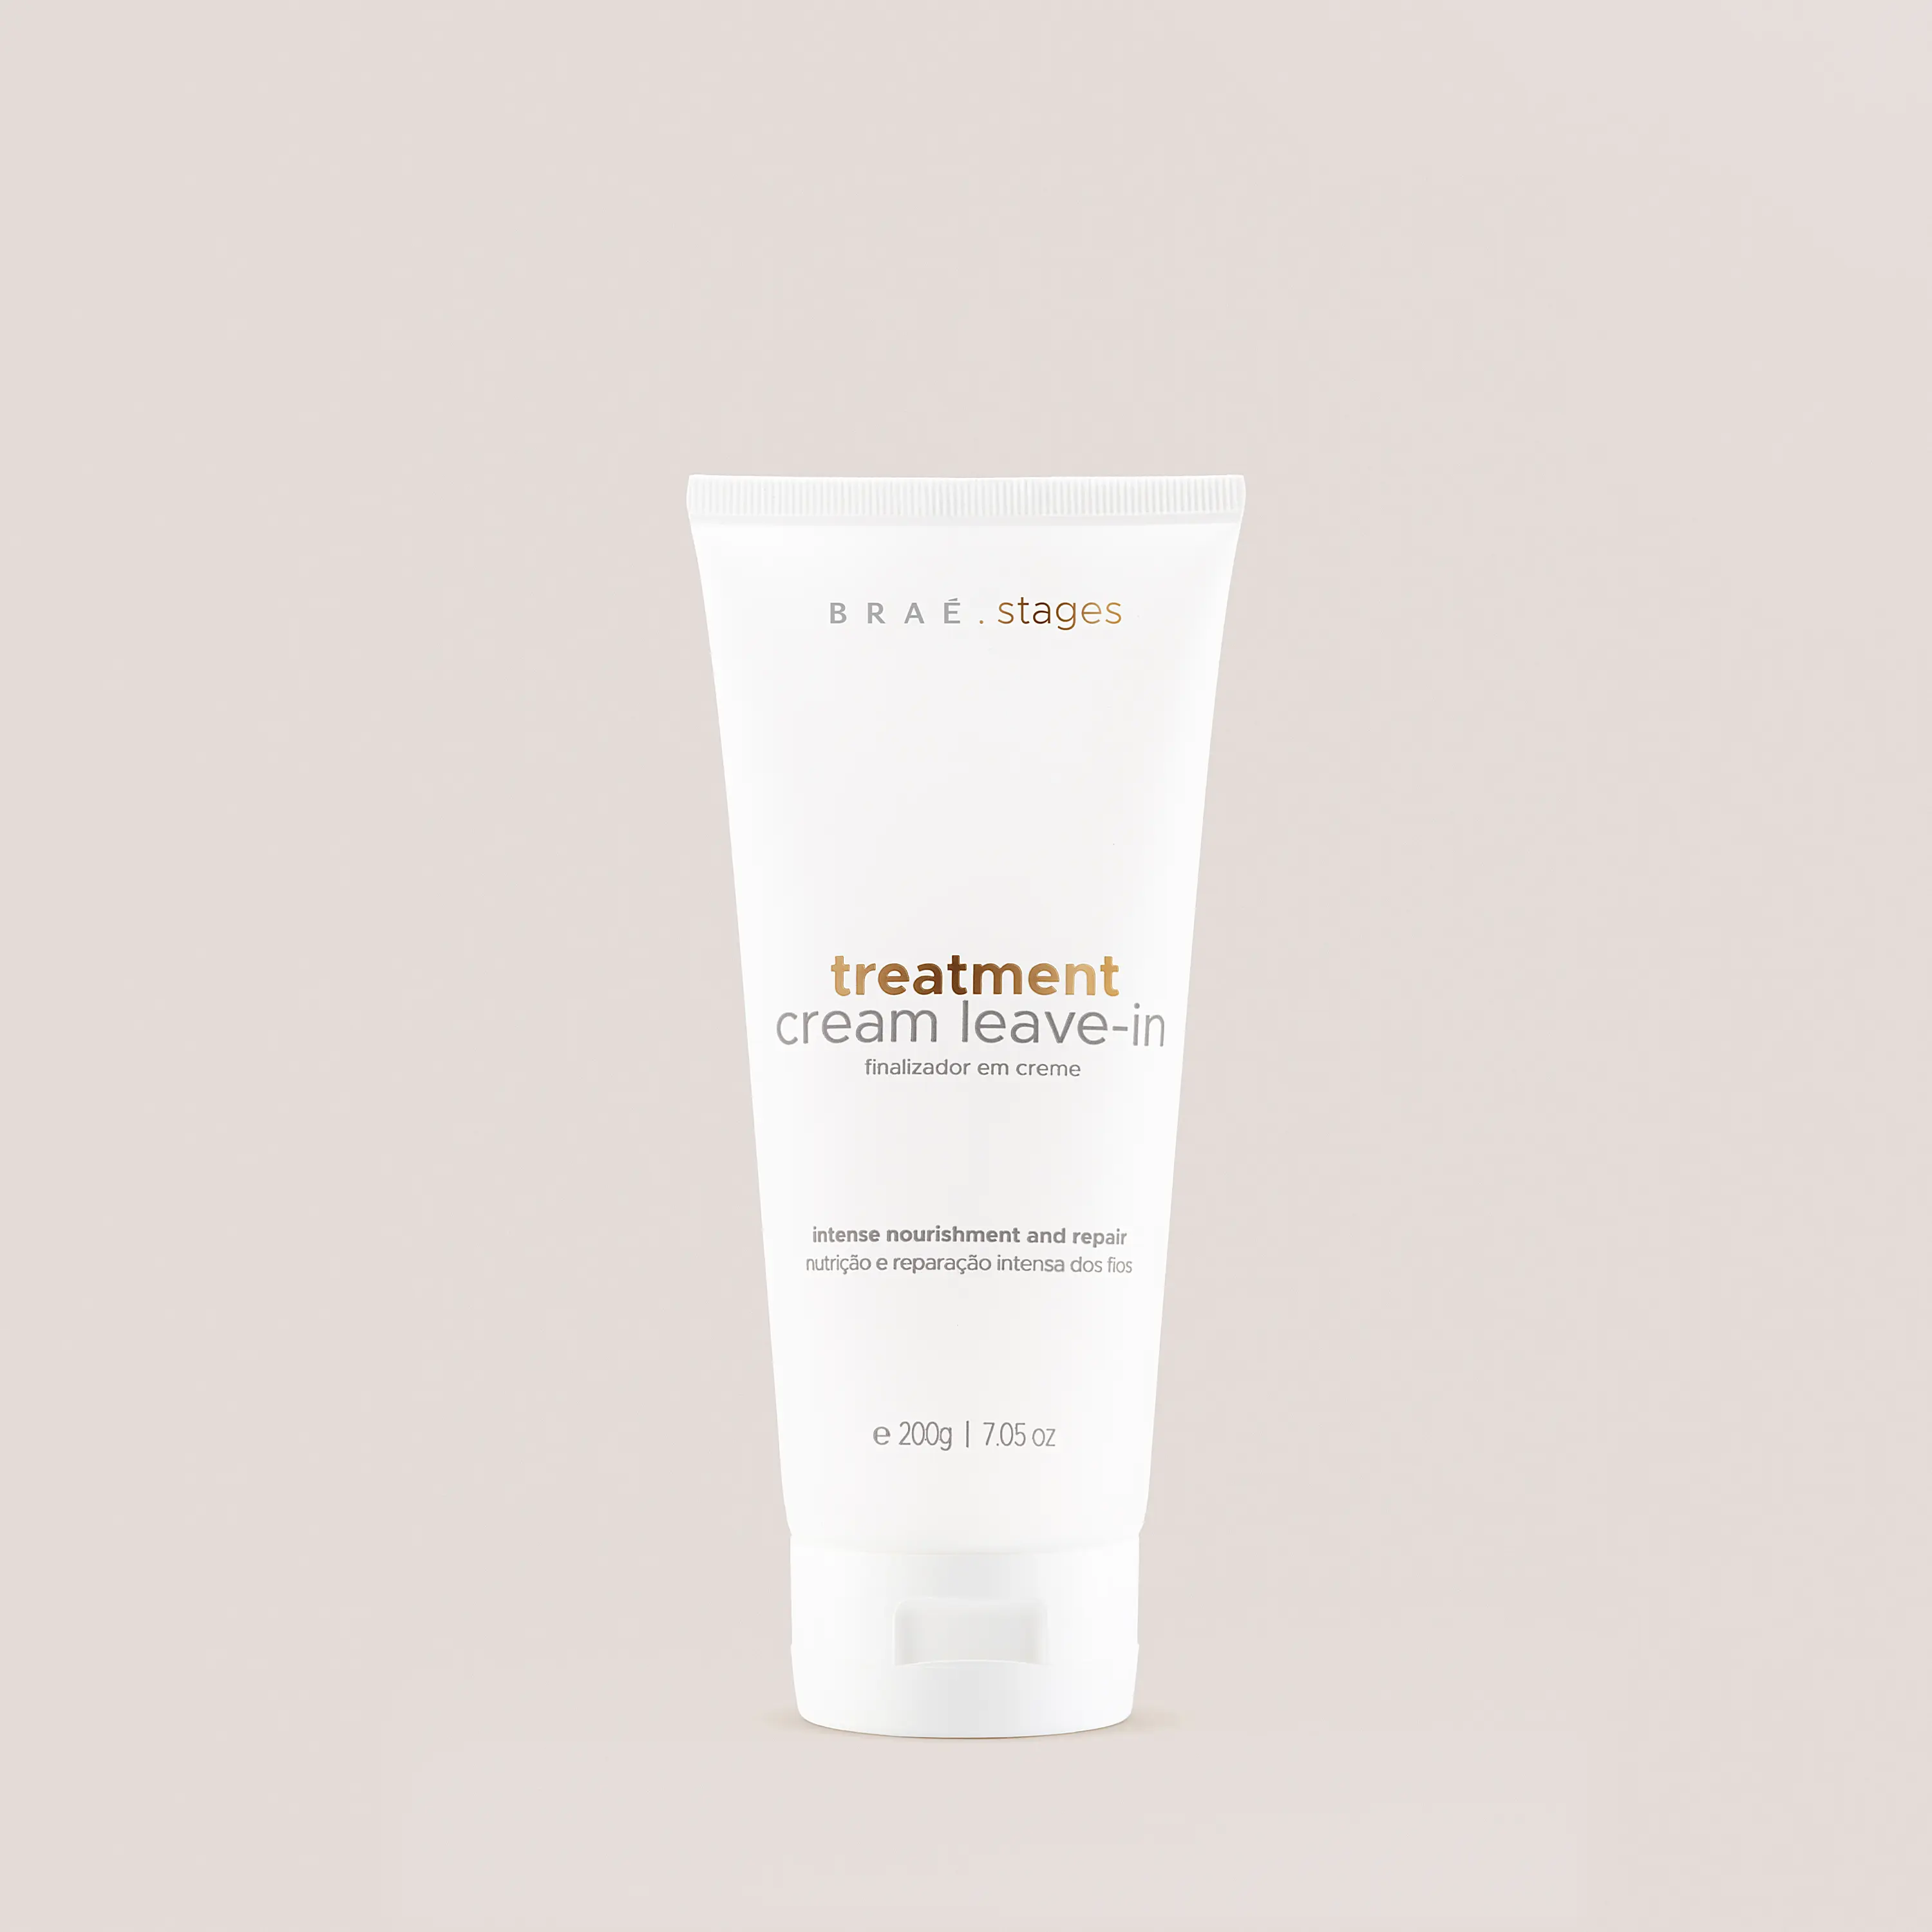 BRAÉ. stages
treatment
cream leave-in
finalizador em creme
intense nourishment and repair
nutrição e reparação intensa dos fios
e 200g | 7.05 oz